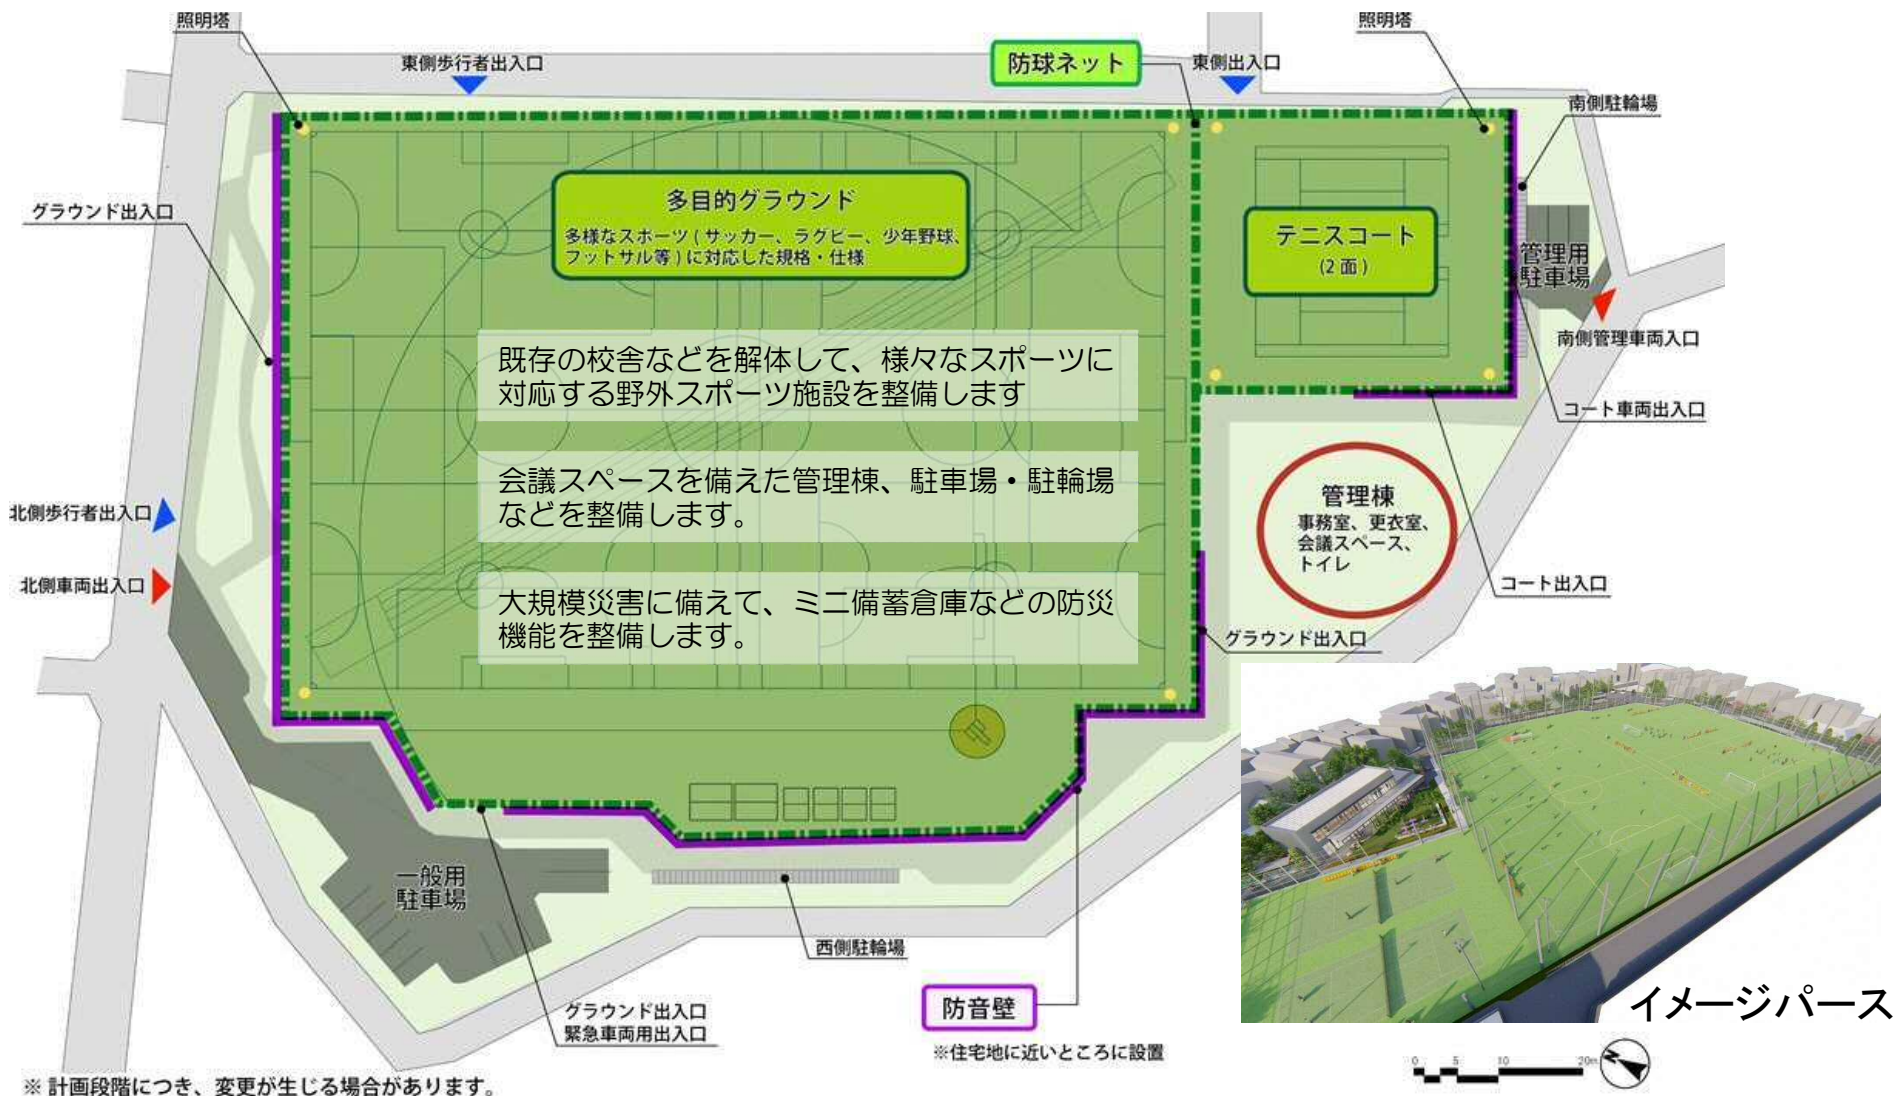 照明塔
照明塔
東側歩行者出入口
防球ネット
東側出入口
南側駐輪場
グラウンド出入口
多目的グラウンド
多様なスポーツ(サッカー、ラグビー、少年野球、
フットサル等)に対応した規格・仕様
テニスコート
(2面)
管理用
駐車場
南側管理車両入口
既存の校舎などを解体して、様々なスポーツに
対応する野外スポーツ施設を整備します
コート車両出入口
会議スペースを備えた管理棟、駐車場・駐輪場
などを整備します。
管理棟
事務室、更衣室、
会議スペース、
トイレ
北側歩行者出入口
北側車両出入口
コート出入口
大規模災害に備えて、ミニ備蓄倉庫などの防災
機能を整備します。
グラウンド出入口
一般用
駐車場
西側駐輪場
グラウンド出入口
緊急車両用出入口
防音壁
※住宅地に近いところに設置
イメージパース
0 5 10 20m
N
※計画段階につき、変更が生じる場合があります。